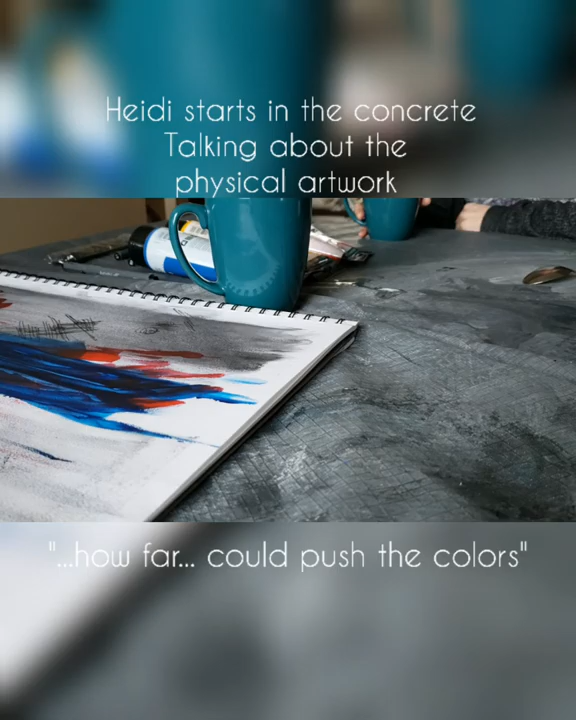 Heidi starts in the concrete
Talking about the
physical artwork
"...how far... could push the colors"